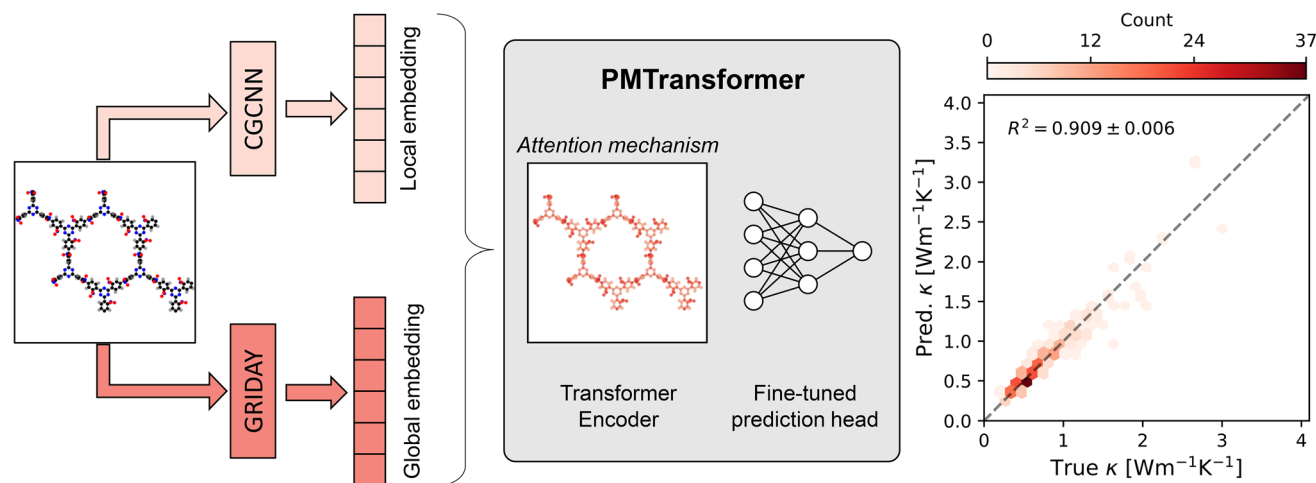 CGCNN
Local embedding
GRIDAY
Global embedding
PMTransformer
Attention mechanism
Transformer
Encoder
Fine-tuned
prediction head
Count
0 12 24 37
R² = 0.909 ± 0.006
Pred. κ [Wm⁻¹K⁻¹]
4.0
3.5
3.0
2.5
2.0
1.5
1.0
0.5
0.0
0 1 2 3 4
True κ [Wm⁻¹K⁻¹]